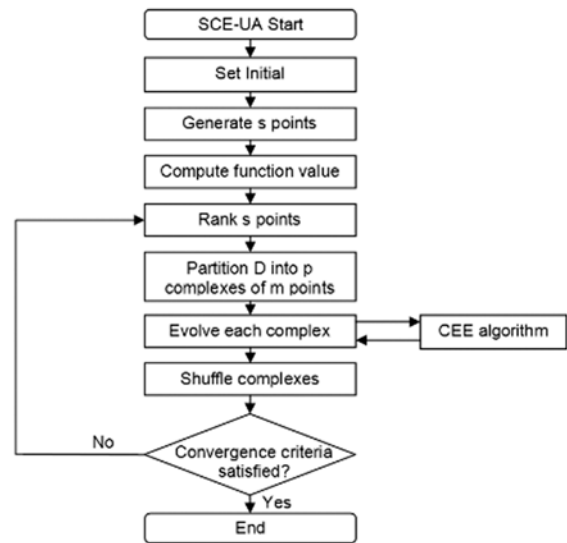 SCE-UA Start
Set Initial
Generate s points
Compute function value
Rank s points
Partition D into p
complexes of m points
Evolve each complex
CEE algorithm
Shuffle complexes
No
Convergence criteria
satisfied?
Yes
End